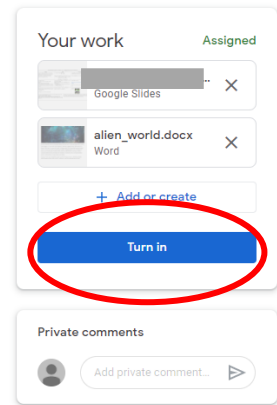 Your work Assigned
..
Google Slides
alien_world.docx
Word
+ Add or create
Turn in
Private comments
Add private comment...